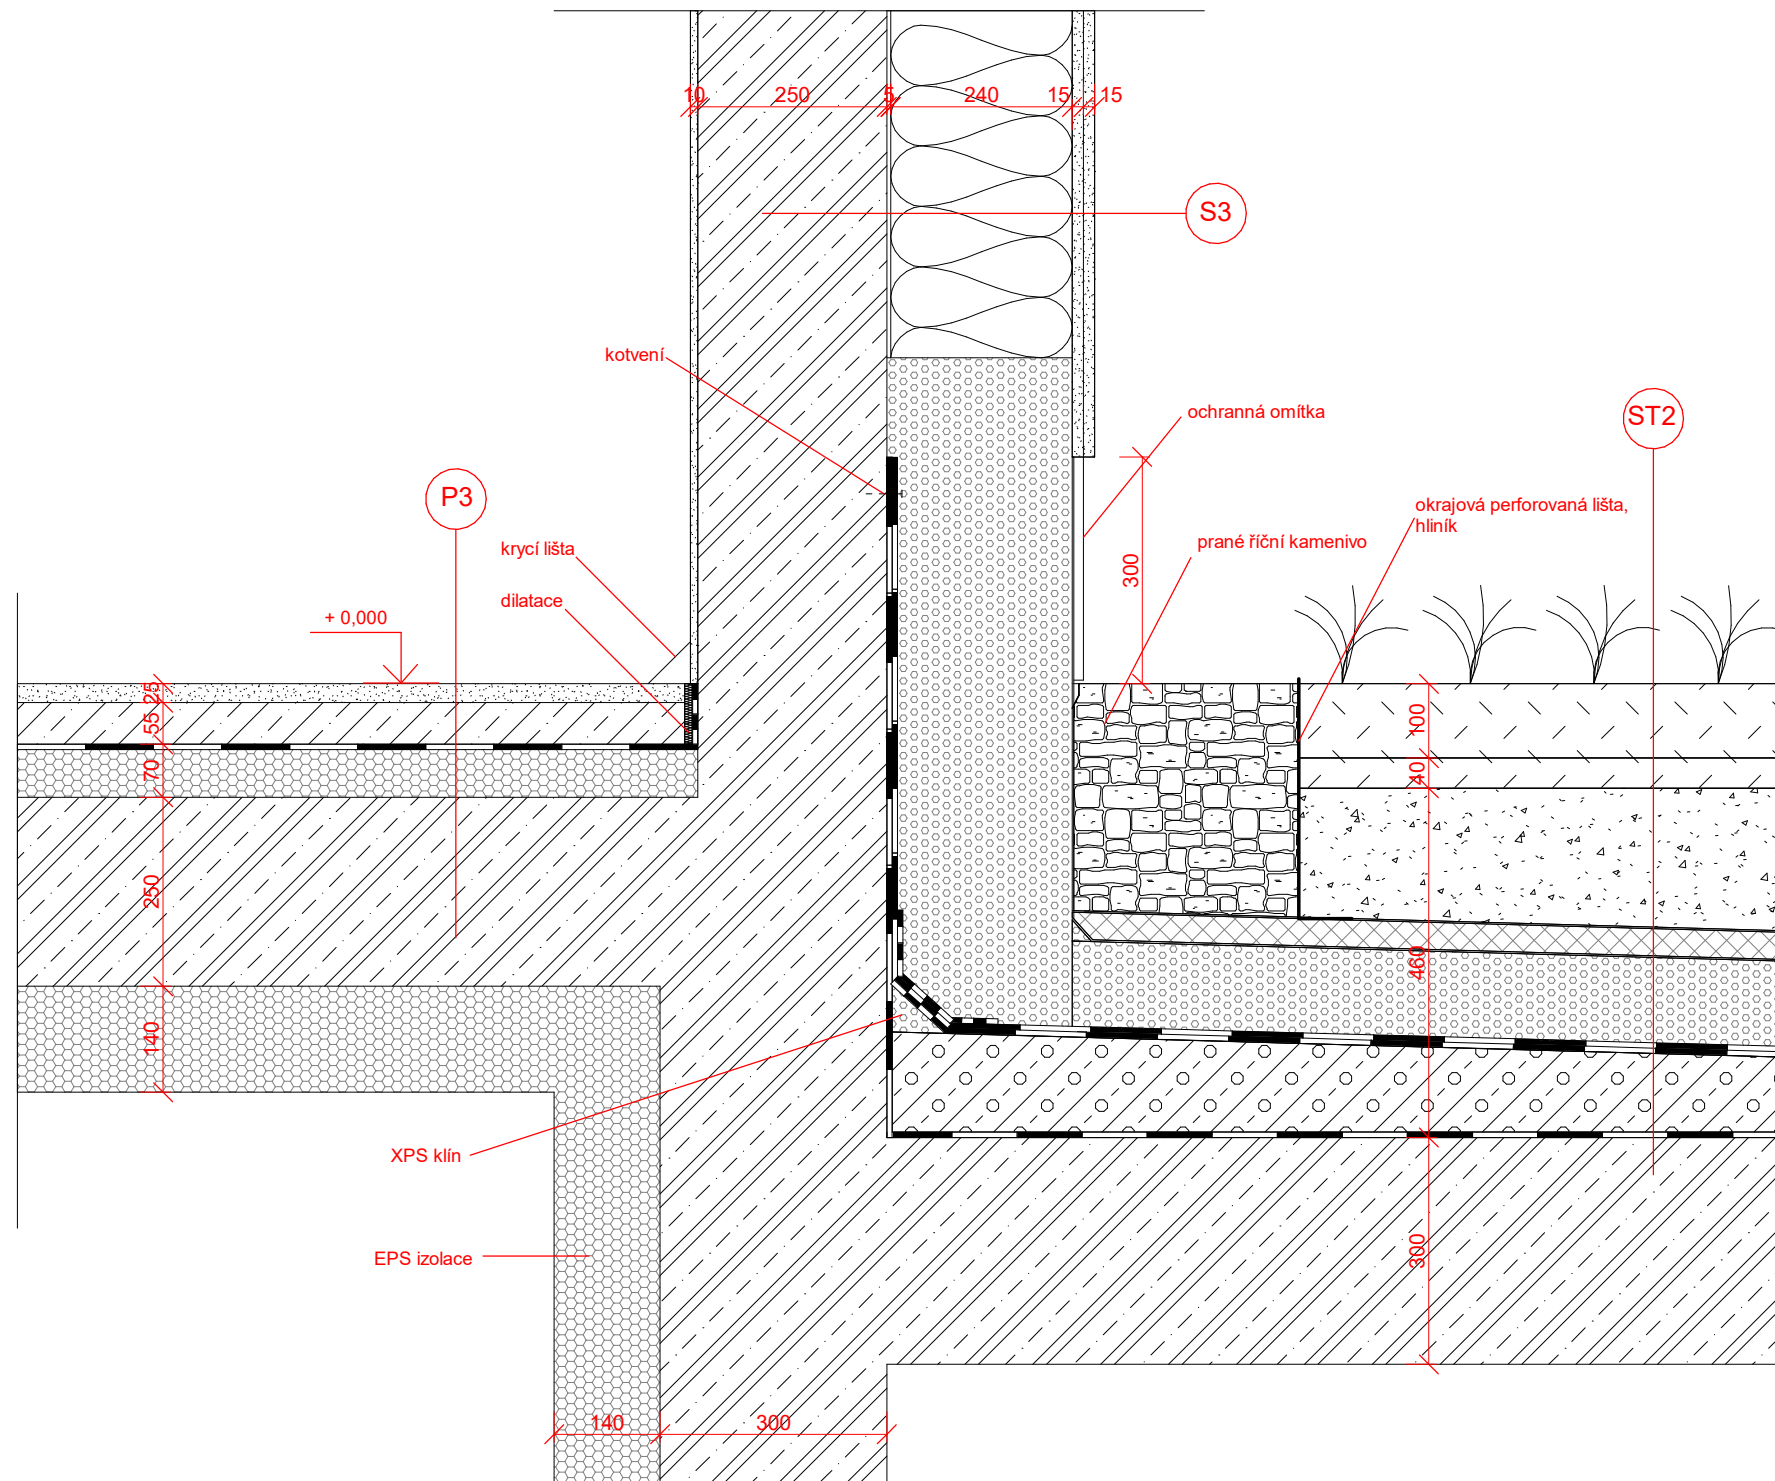 10
250
5
240
15
15
S3
kotvení
ochranná omítka
ST2
P3
okrajová perforovaná lišta,
hliník
krycí lišta
prané říční kamenivo
300
dilatace
+ 0,000
25
55
70
250
140
100
40
460
300
XPS klín
EPS izolace
140
300